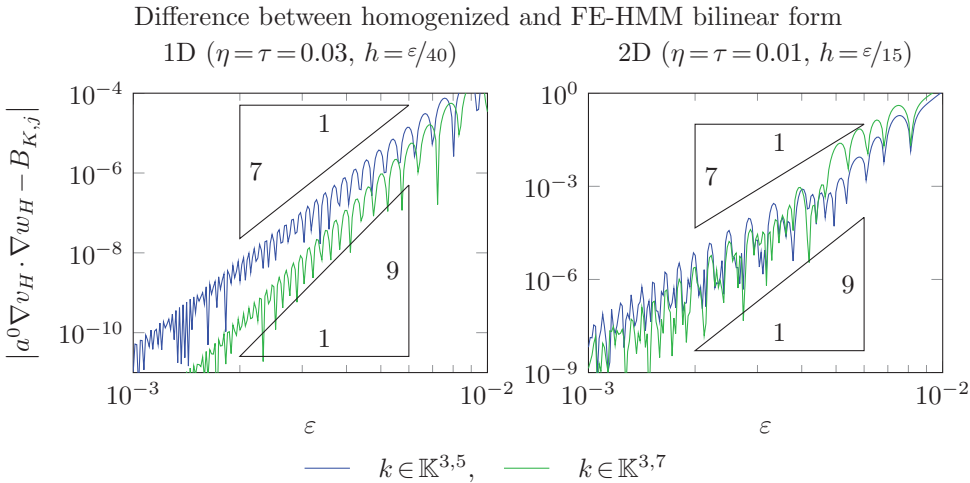 Difference between homogenized and FE-HMM bilinear form
1D (η = τ = 0.03, h = ε/40)
2D (η = τ = 0.01, h = ε/15)
|a⁰∇v_H · ∇w_H − B_{K,j}|
10⁻⁴
10⁻⁶
10⁻⁸
10⁻¹⁰
1
7
9
1
10⁻³
10⁻²
ε
10⁰
10⁻³
10⁻⁶
10⁻⁹
1
7
9
1
10⁻³
10⁻²
ε
k ∈ 𝕂³,⁵,
k ∈ 𝕂³,⁷